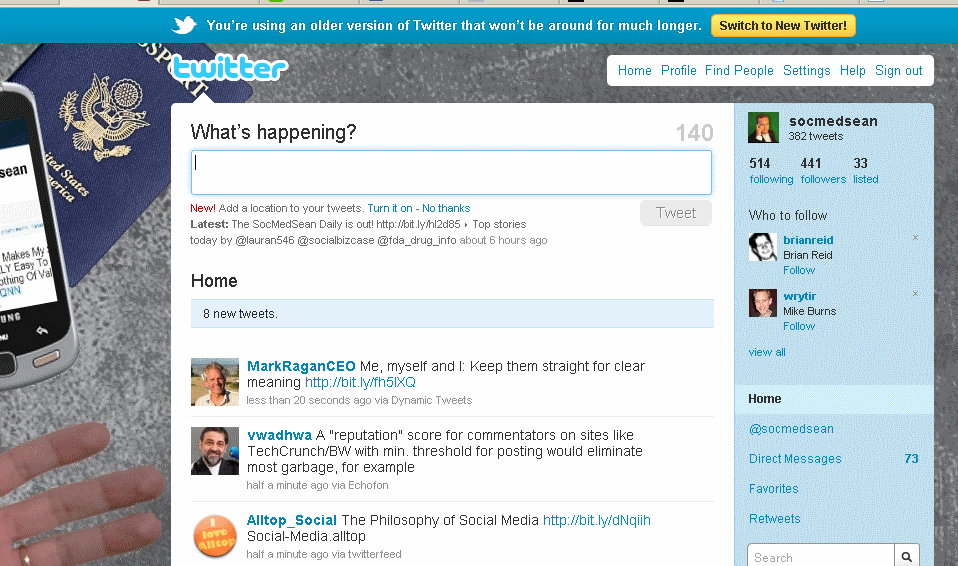 You're using an older version of Twitter that won't be around for much longer. Switch to New Twitter!
twitter
Home Profile Find People Settings Help Sign out
What's happening?
140
New! Add a location to your tweets. Turn it on - No thanks
Latest: The SocMedSean Daily is out! http://bit.ly/hI2d85 ‣ Top stories
today by @lauran546 @socialbizcase @fda_drug_info about 6 hours ago
Tweet
Home
8 new tweets.
MarkRaganCEO Me, myself and I: Keep them straight for clear
meaning http://bit.ly/fh5lXQ
less than 20 seconds ago via Dynamic Tweets
vwadhwa A "reputation" score for commentators on sites like
TechCrunch/BW with min. threshold for posting would eliminate
most garbage, for example
half a minute ago via Echofon
I
love
alltop
Alltop_Social The Philosophy of Social Media http://bit.ly/dNqiih
Social-Media.alltop
half a minute ago via twitterfeed
socmedsean
382 tweets
514 441 33
following followers listed
Who to follow
brianreid
Brian Reid
Follow
wrytir
Mike Burns
Follow
view all
Home
@socmedsean
Direct Messages 73
Favorites
Retweets
Search
PASSPORT
United States
of America
Makes My
Easy To